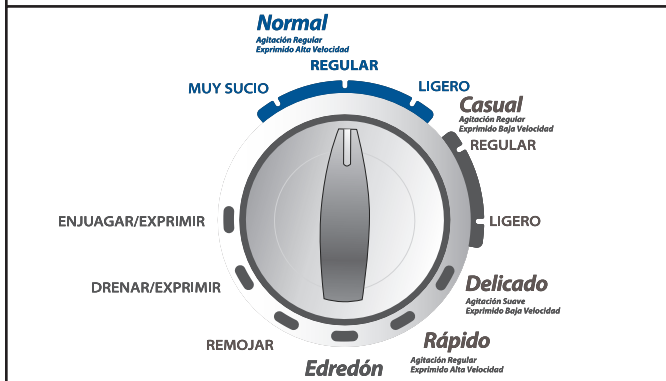 Normal
Agitación Regular
Exprimido Alta Velocidad
REGULAR
MUY SUCIO
LIGERO
Casual
Agitación Regular
Exprimido Baja Velocidad
REGULAR
LIGERO
ENJUAGAR/EXPRIMIR
Delicado
Agitación Suave
Exprimido Baja Velocidad
DRENAR/EXPRIMIR
Rápido
Agitación Regular
Exprimido Alta Velocidad
REMOJAR
Edredón